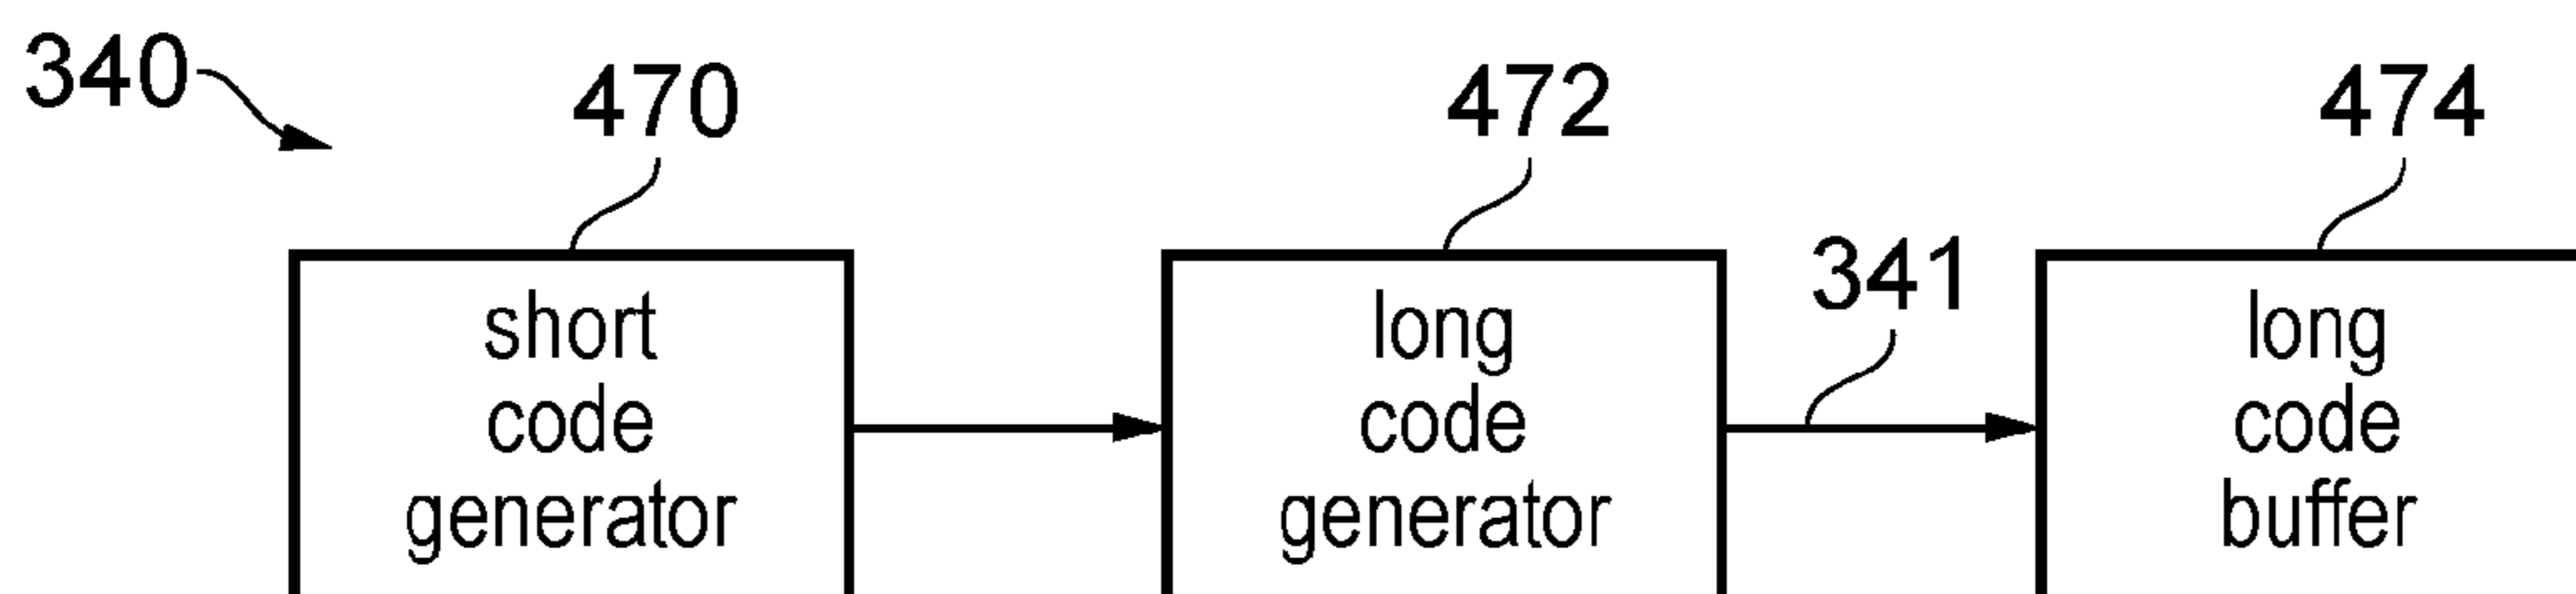 340
470
472
474
341
short
code
generator
long
code
generator
long
code
buffer